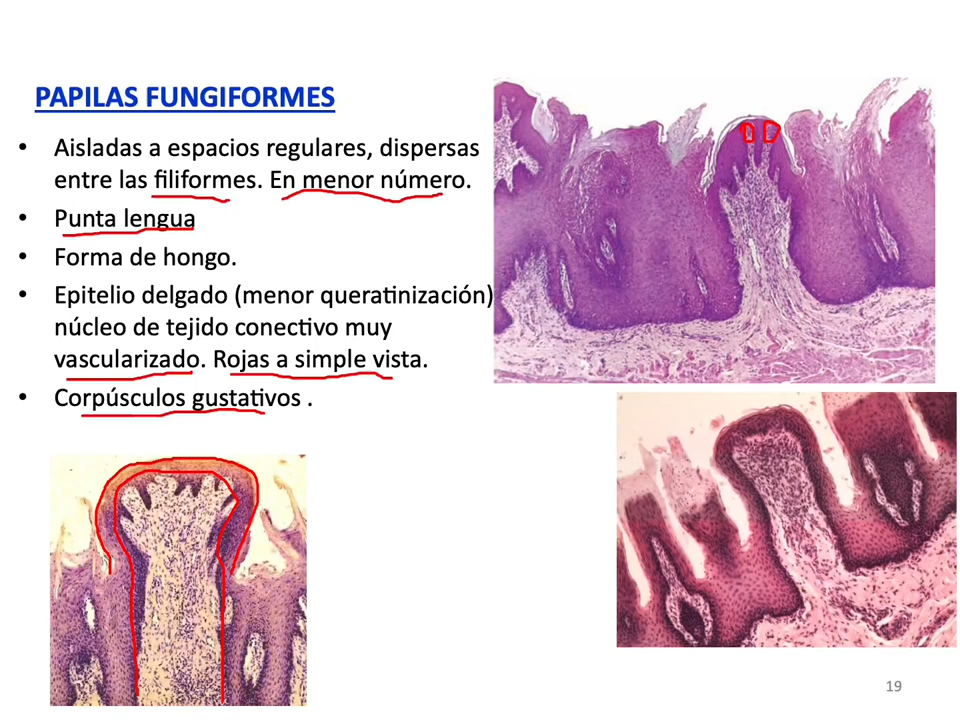 PAPILAS FUNGIFORMES
• Aisladas a espacios regulares, dispersas
entre las filiformes. En menor número.
• Punta lengua
• Forma de hongo.
• Epitelio delgado (menor queratinización)
núcleo de tejido conectivo muy
vascularizado. Rojas a simple vista.
• Corpúsculos gustativos .
19